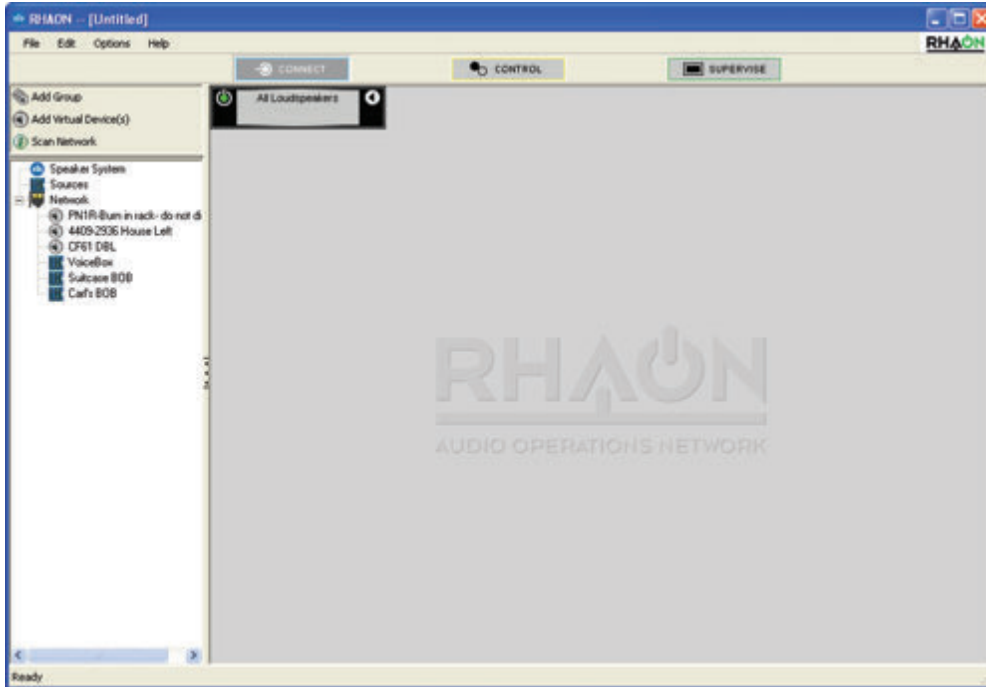 RHAON -- [Untitled]
File Edit Options Help
RHAON
CONNECT CONTROL SUPERVISE
Add Group
Add Virtual Device(s)
Scan Network
All Loudspeakers
Speaker System
Sources
Network
PN1R-Burn in rack- do not di
4409-2936 House Left
CF61 DBL
VoiceBox
Suitcase BOB
Carl's BOB
RHAON
AUDIO OPERATIONS NETWORK
Ready